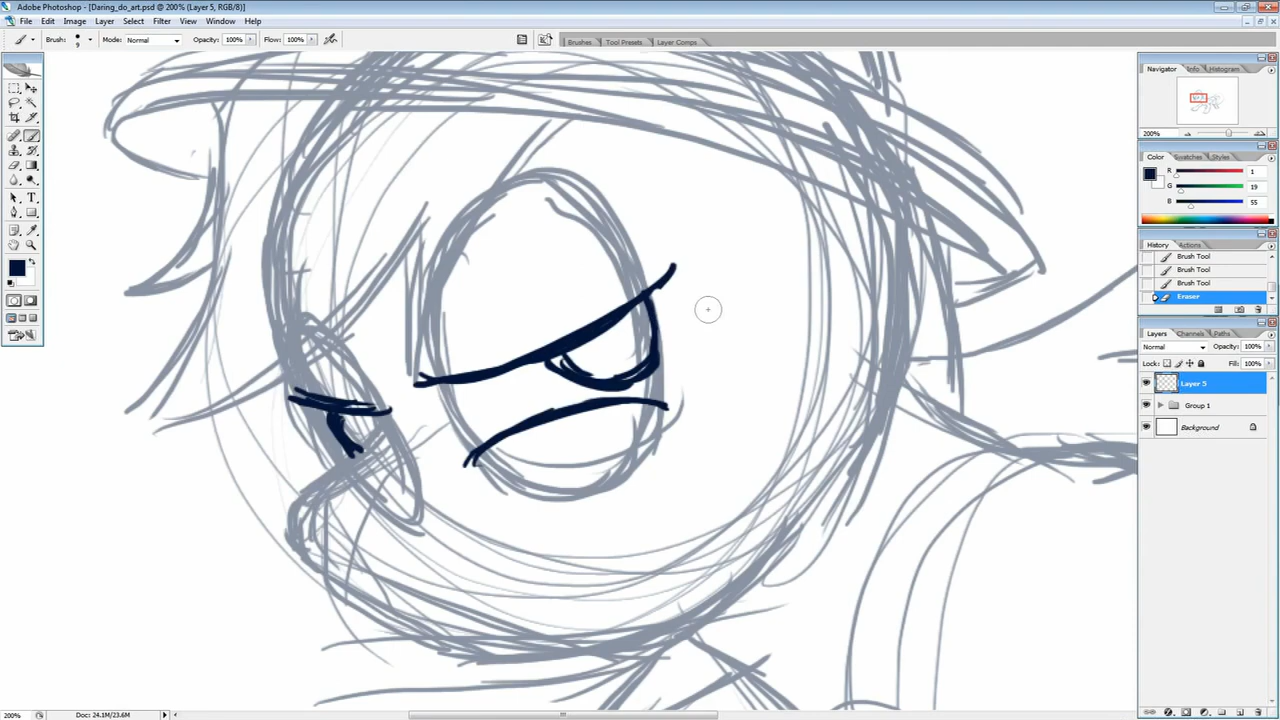 Adobe Photoshop - [Daring_do_art.psd @ 200% (Layer 5, RGB/8)]
File Edit Image Layer Select Filter View Window Help
Brush: 9 Mode: Normal Opacity: 100% Flow: 100% Brushes Tool Presets Layer Comps
Navigator Info Histogram
200%
Color Swatches Styles
R 1
G 19
B 55
History Actions
Brush Tool
Brush Tool
Brush Tool
Eraser
Layers Channels Paths
Normal Opacity: 100%
Lock: Fill: 100%
Layer 5
Group 1
Background
200% Doc: 24.1M/23.6M